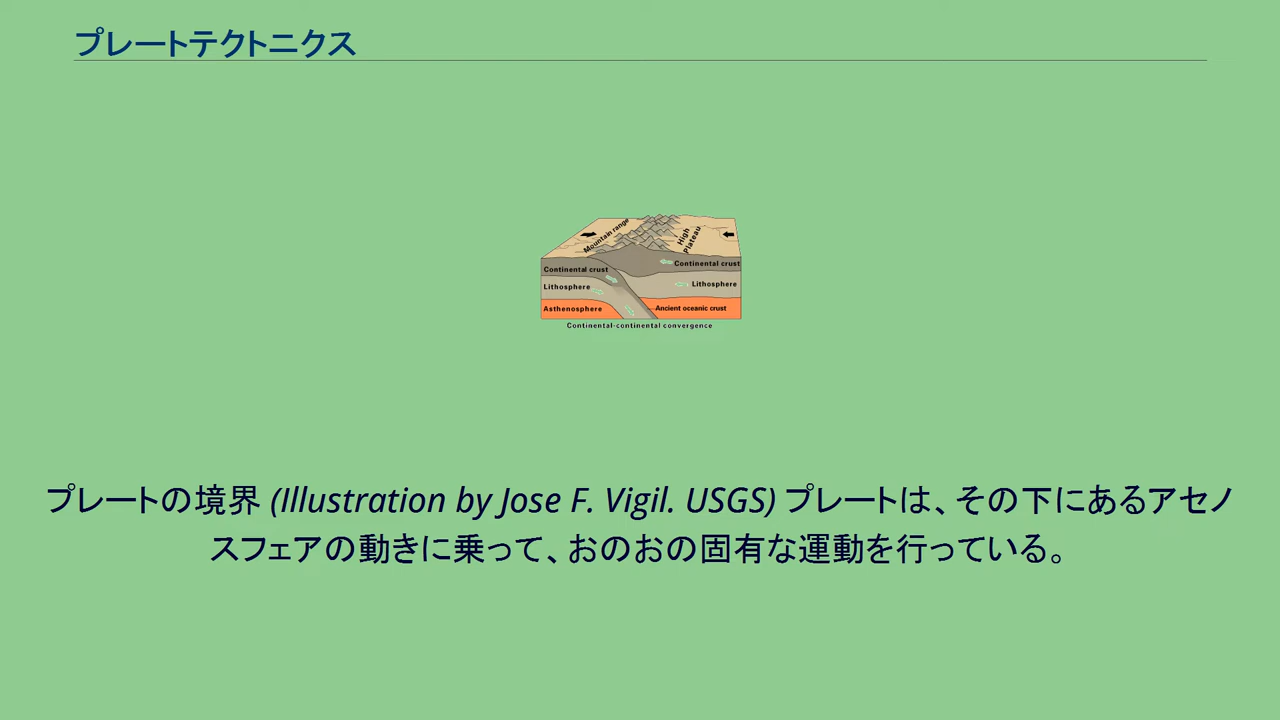 プレートテクトニクス
Mountain range
High
Plateau
Continental crust
Continental crust
Lithosphere
Lithosphere
Asthenosphere
Ancient oceanic crust
Continental-continental convergence
プレートの境界 (Illustration by Jose F. Vigil. USGS) プレートは、その下にあるアセノ
スフェアの動きに乗って、おのおの固有な運動を行っている。